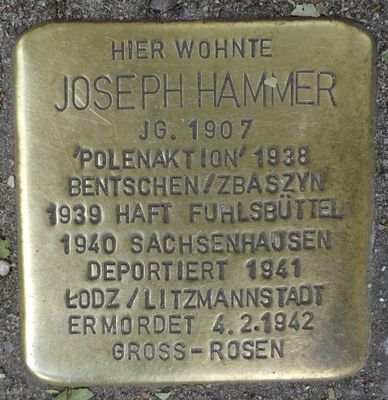 HIER WOHNTE
JOSEPH HAMMER
JG. 1907
'POLENAKTION' 1938
BENTSCHEN/ZBASZYN
1939 HAFT FUHLSBÜTTEL
1940 SACHSENHAUSEN
DEPORTIERT 1941
ŁODZ/LITZMANNSTADT
ERMORDET 4.2.1942
GROSS-ROSEN